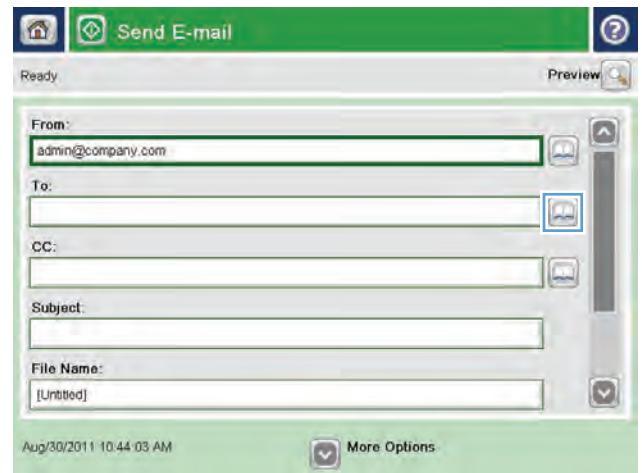 Send E-mail
?
Ready
Preview
From:
admin@company.com
To:
CC:
Subject:
File Name:
[Untitled]
Aug/30/2011 10:44:03 AM
More Options